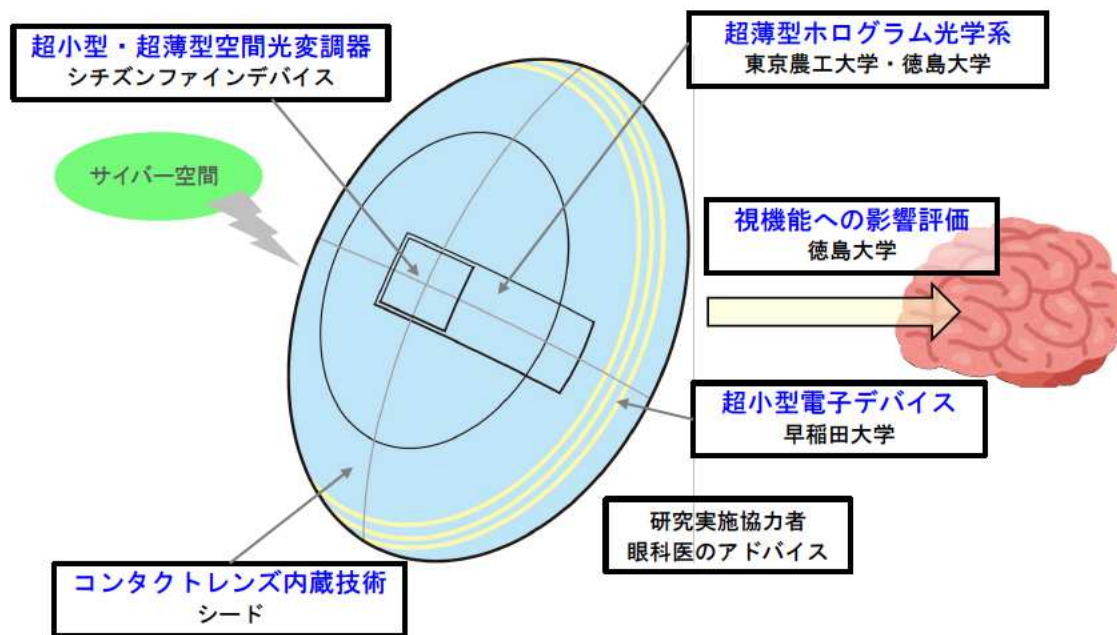 超小型・超薄型空間光変調器
シチズンファインデバイス
超薄型ホログラム光学系
東京農工大学・徳島大学
サイバー空間
視機能への影響評価
徳島大学
超小型電子デバイス
早稲田大学
研究実施協力者
眼科医のアドバイス
コンタクトレンズ内蔵技術
シード